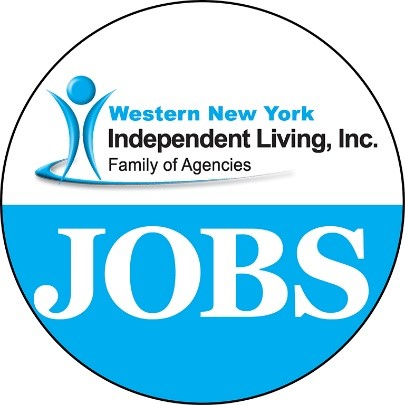 Western New York
Independent Living, Inc.
Family of Agencies
JOBS